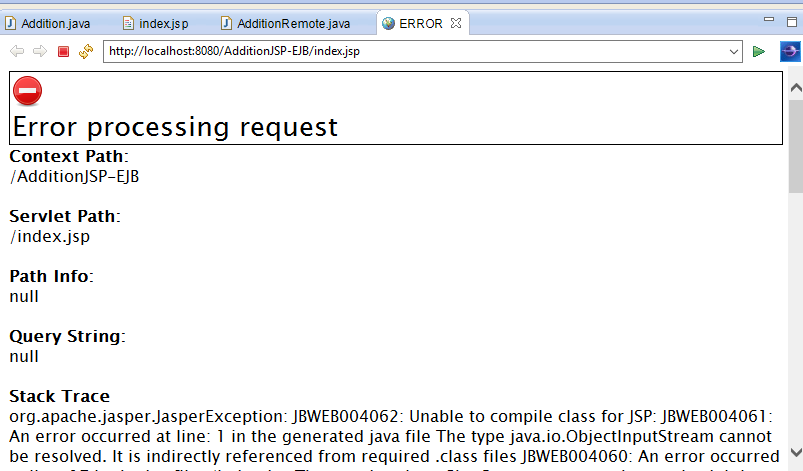 Addition.java index.jsp AdditionRemote.java ERROR
http://localhost:8080/AdditionJSP-EJB/index.jsp
Error processing request
Context Path:
/AdditionJSP-EJB
Servlet Path:
/index.jsp
Path Info:
null
Query String:
null
Stack Trace
org.apache.jasper.JasperException: JBWEB004062: Unable to compile class for JSP: JBWEB004061:
An error occurred at line: 1 in the generated java file The type java.io.ObjectInputStream cannot
be resolved. It is indirectly referenced from required .class files JBWEB004060: An error occurred